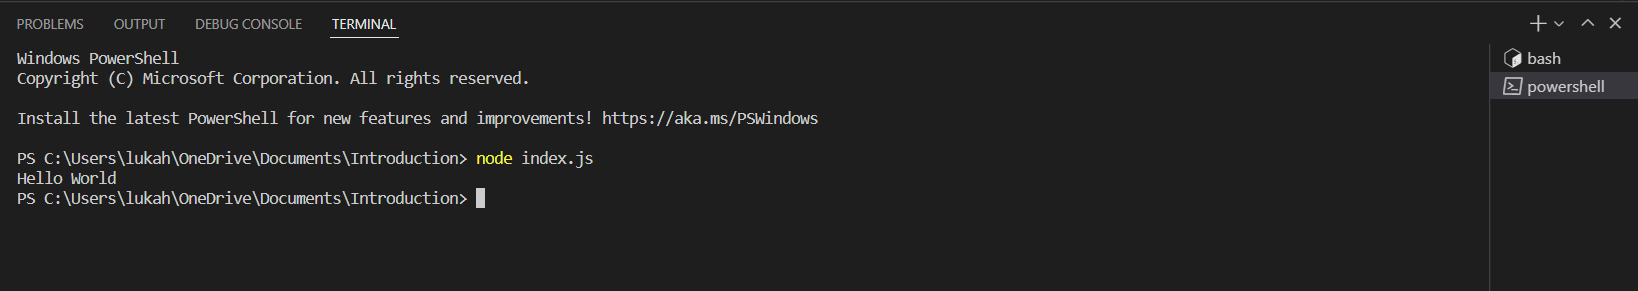 PROBLEMS OUTPUT DEBUG CONSOLE TERMINAL
Windows PowerShell
Copyright (C) Microsoft Corporation. All rights reserved.
Install the latest PowerShell for new features and improvements! https://aka.ms/PSWindows
PS C:\Users\lukah\OneDrive\Documents\Introduction> node index.js
Hello World
PS C:\Users\lukah\OneDrive\Documents\Introduction>
bash
powershell